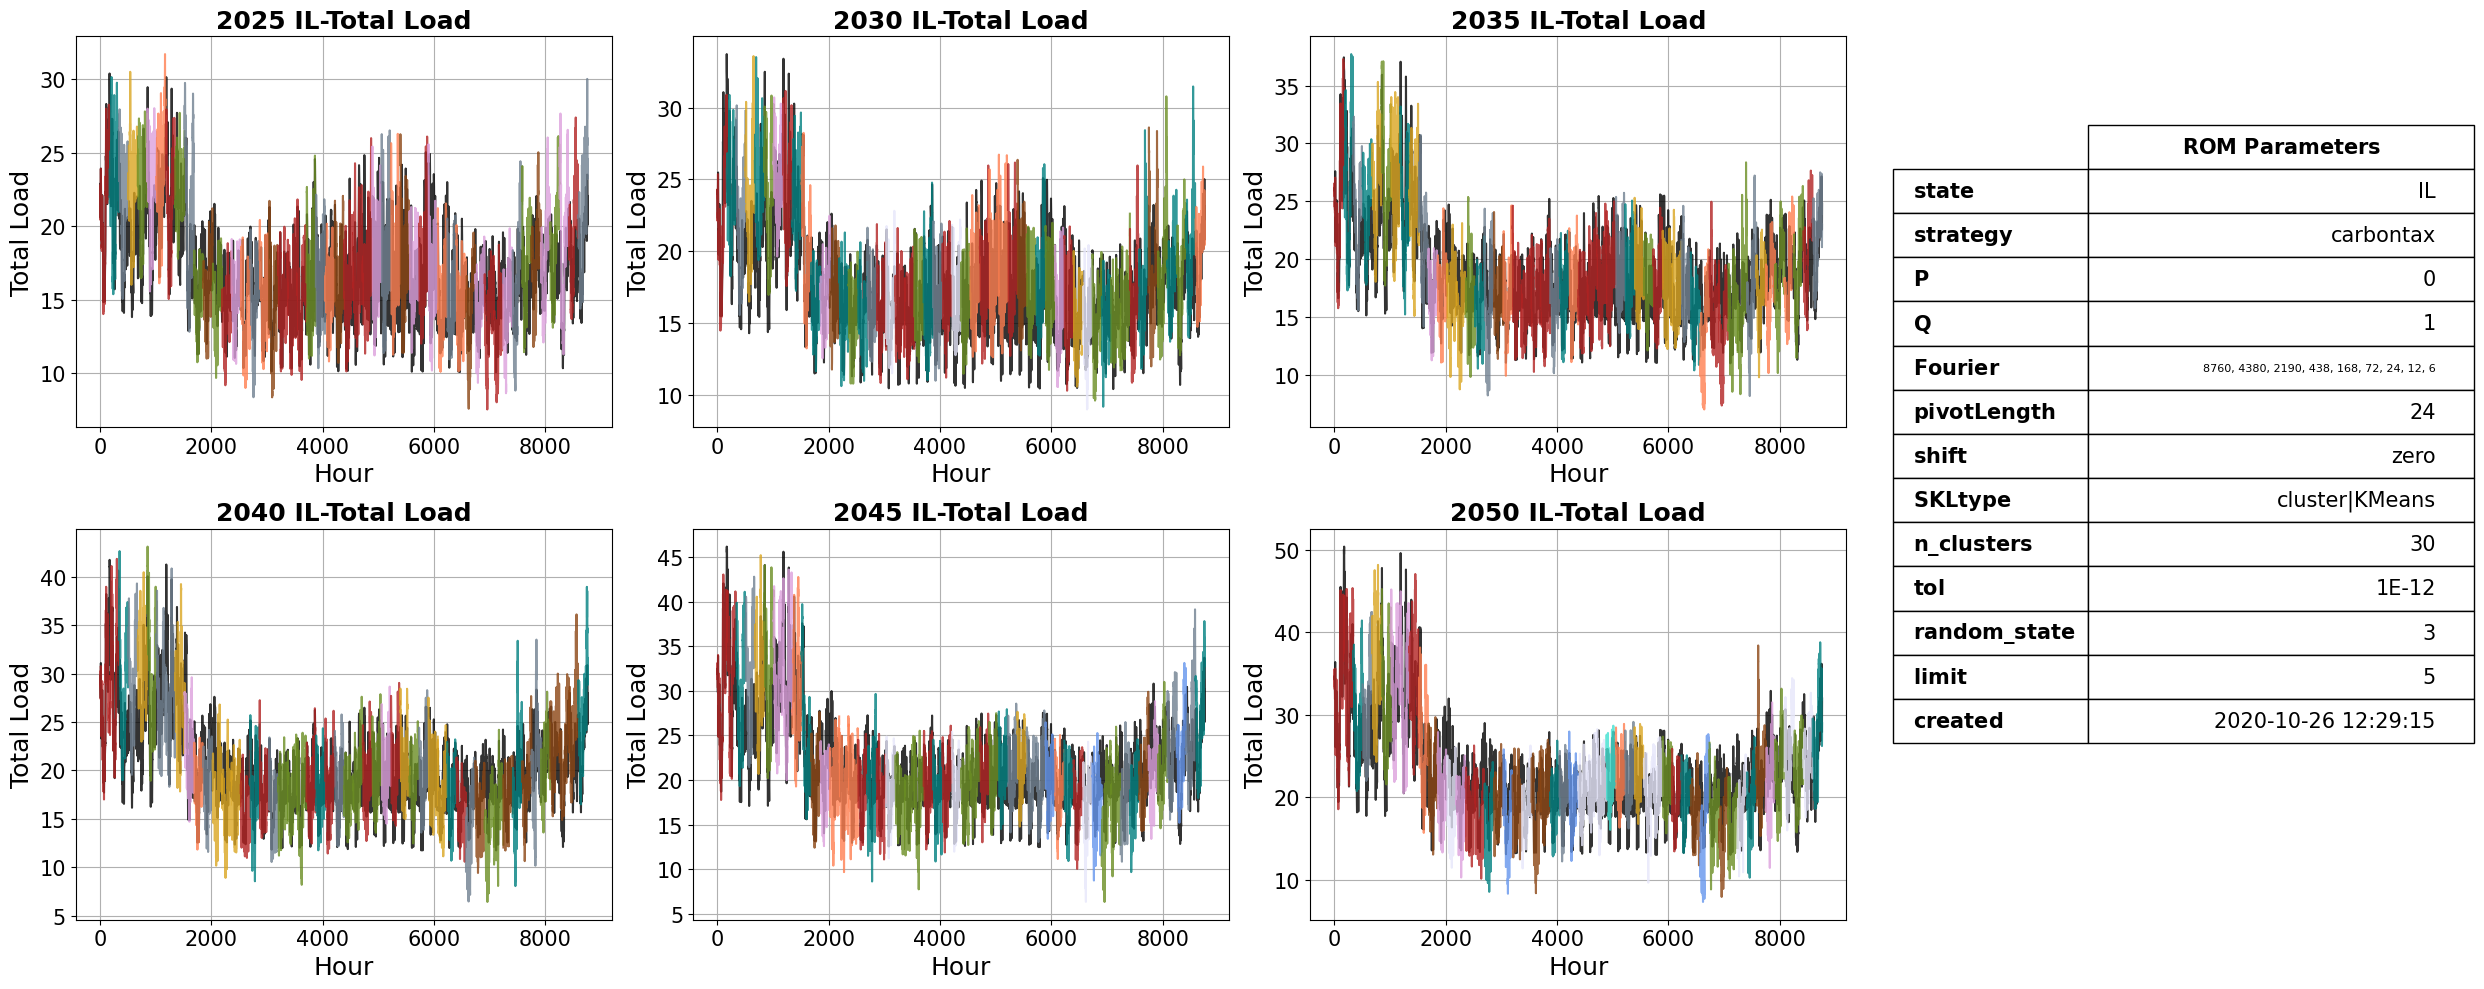 2025 IL-Total Load
30
25
20
15
10
Total Load
0 2000 4000 6000 8000
Hour
2030 IL-Total Load
30
25
20
15
10
Total Load
0 2000 4000 6000 8000
Hour
2035 IL-Total Load
35
30
25
20
15
10
Total Load
0 2000 4000 6000 8000
Hour
2040 IL-Total Load
40
35
30
25
20
15
10
5
Total Load
0 2000 4000 6000 8000
Hour
2045 IL-Total Load
45
40
35
30
25
20
15
10
5
Total Load
0 2000 4000 6000 8000
Hour
2050 IL-Total Load
50
40
30
20
10
Total Load
0 2000 4000 6000 8000
Hour
ROM Parameters
state IL
strategy carbontax
P 0
Q 1
Fourier 8760, 4380, 2190, 438, 168, 72, 24, 12, 6
pivotLength 24
shift zero
SKLtype cluster|KMeans
n_clusters 30
tol 1E-12
random_state 3
limit 5
created 2020-10-26 12:29:15